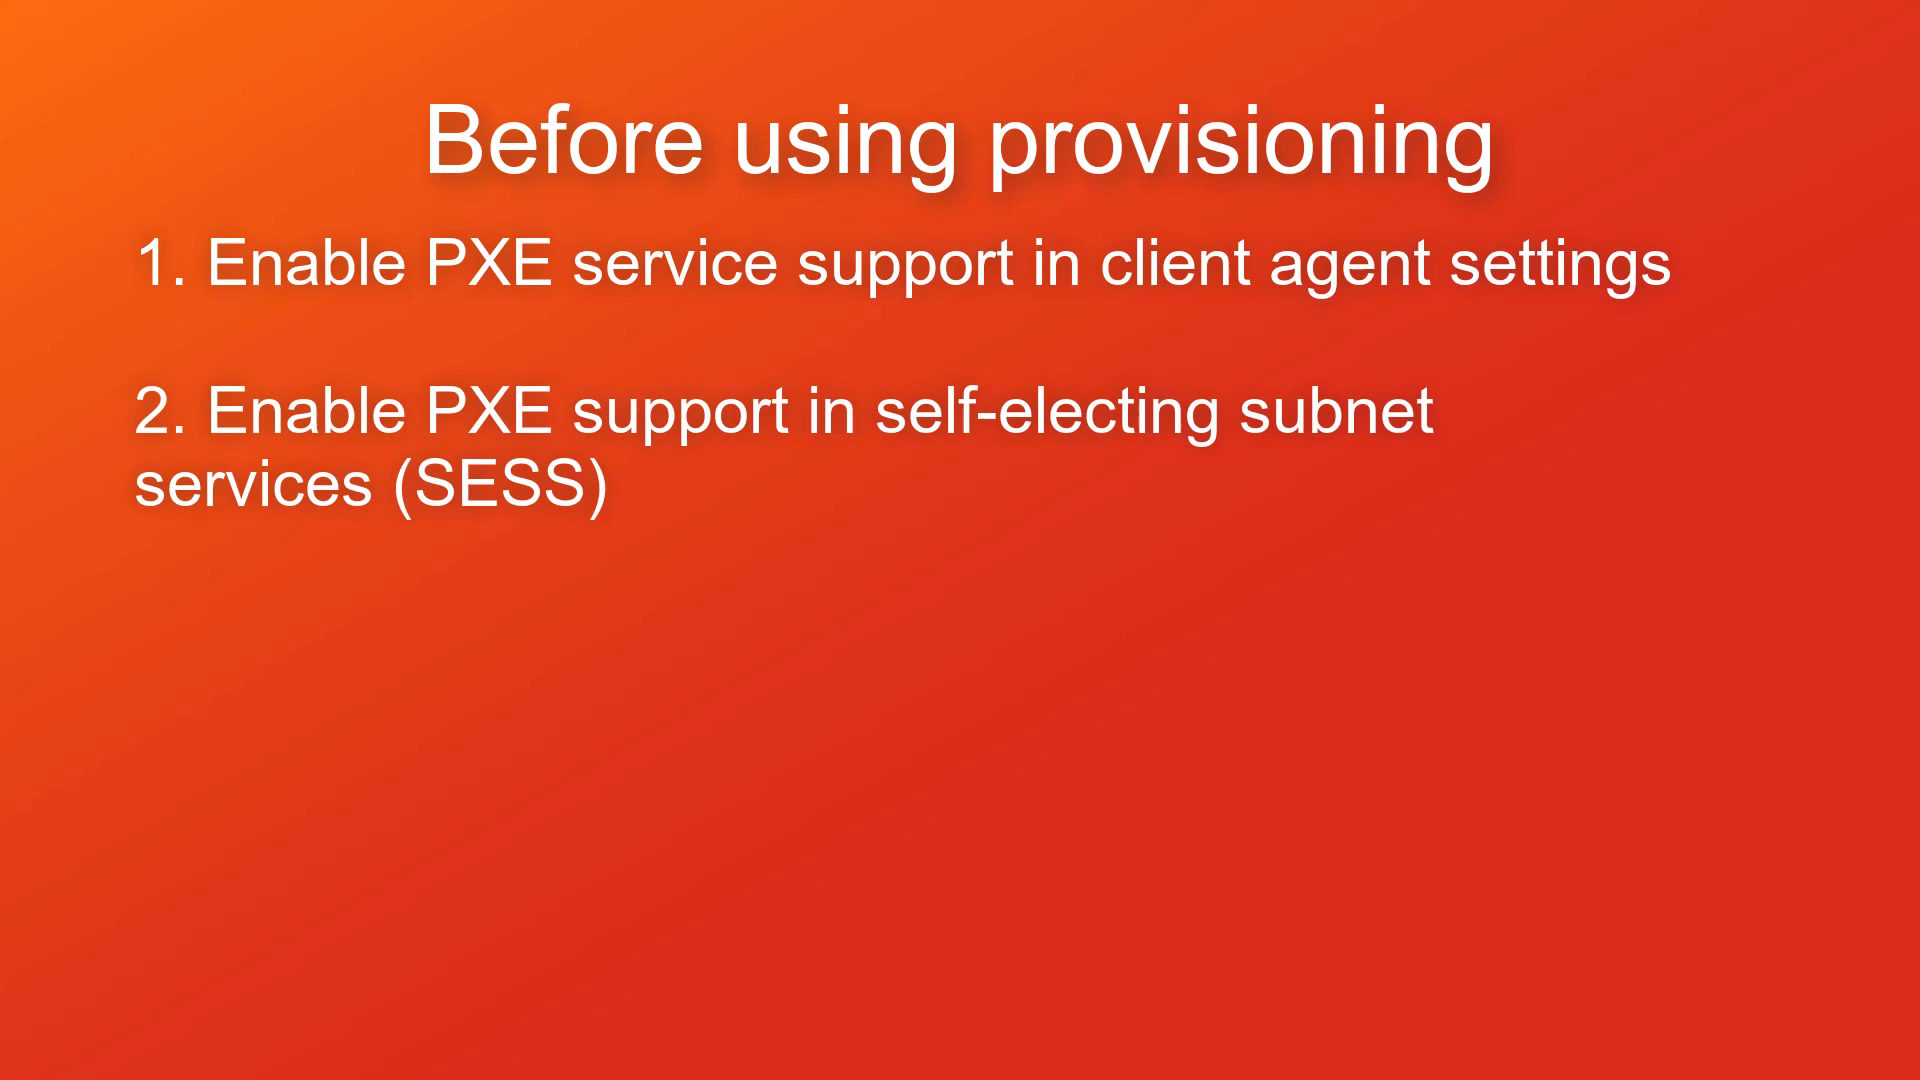 Before using provisioning
1. Enable PXE service support in client agent settings
2. Enable PXE support in self-electing subnet
services (SESS)